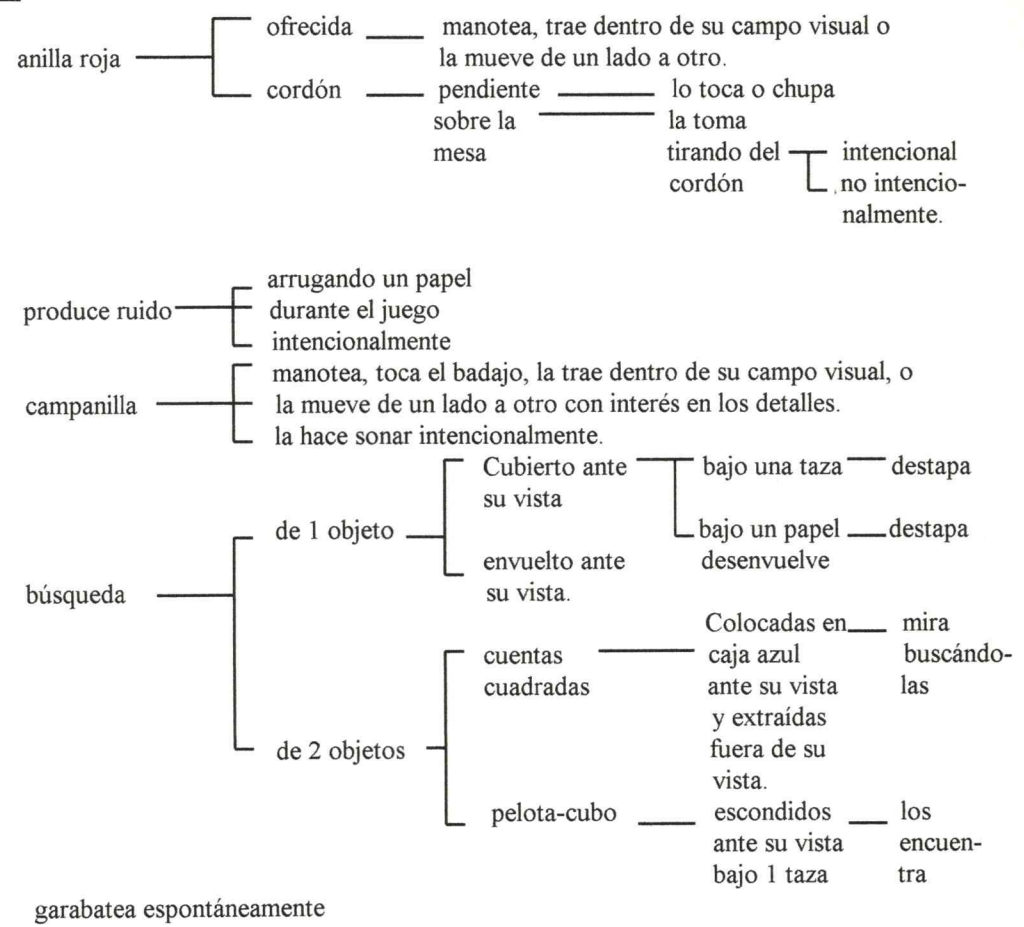 ofrecida manotea, trae dentro de su campo visual o
anilla roja la mueve de un lado a otro.
cordón pendiente lo toca o chupa
sobre la la toma
mesa tirando del intencional
cordón no intencio-
nalmente.
arrugando un papel
produce ruido durante el juego
intencionalmente
manotea, toca el badajo, la trae dentro de su campo visual, o
campanilla la mueve de un lado a otro con interés en los detalles.
la hace sonar intencionalmente.
Cubierto ante bajo una taza destapa
su vista
de 1 objeto bajo un papel destapa
envuelto ante desenvuelve
búsqueda su vista.
Colocadas en mira
cuentas caja azul buscándo-
cuadradas ante su vista las
y extraídas
de 2 objetos fuera de su
vista.
pelota-cubo escondidos los
ante su vista encuen-
bajo 1 taza tra
garabatea espontáneamente